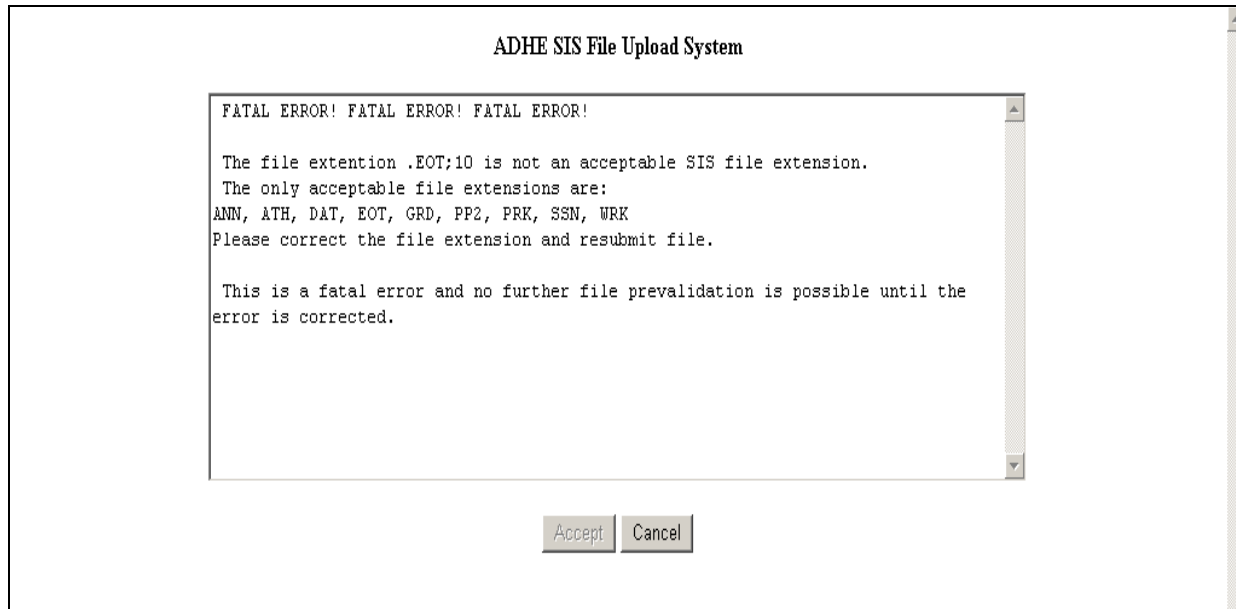 ADHE SIS File Upload System
FATAL ERROR! FATAL ERROR! FATAL ERROR!
The file extention .EOT;10 is not an acceptable SIS file extension.
The only acceptable file extensions are:
ANN, ATH, DAT, EOT, GRD, PP2, PRK, SSN, WRK
Please correct the file extension and resubmit file.
This is a fatal error and no further file prevalidation is possible until the
error is corrected.
Accept Cancel